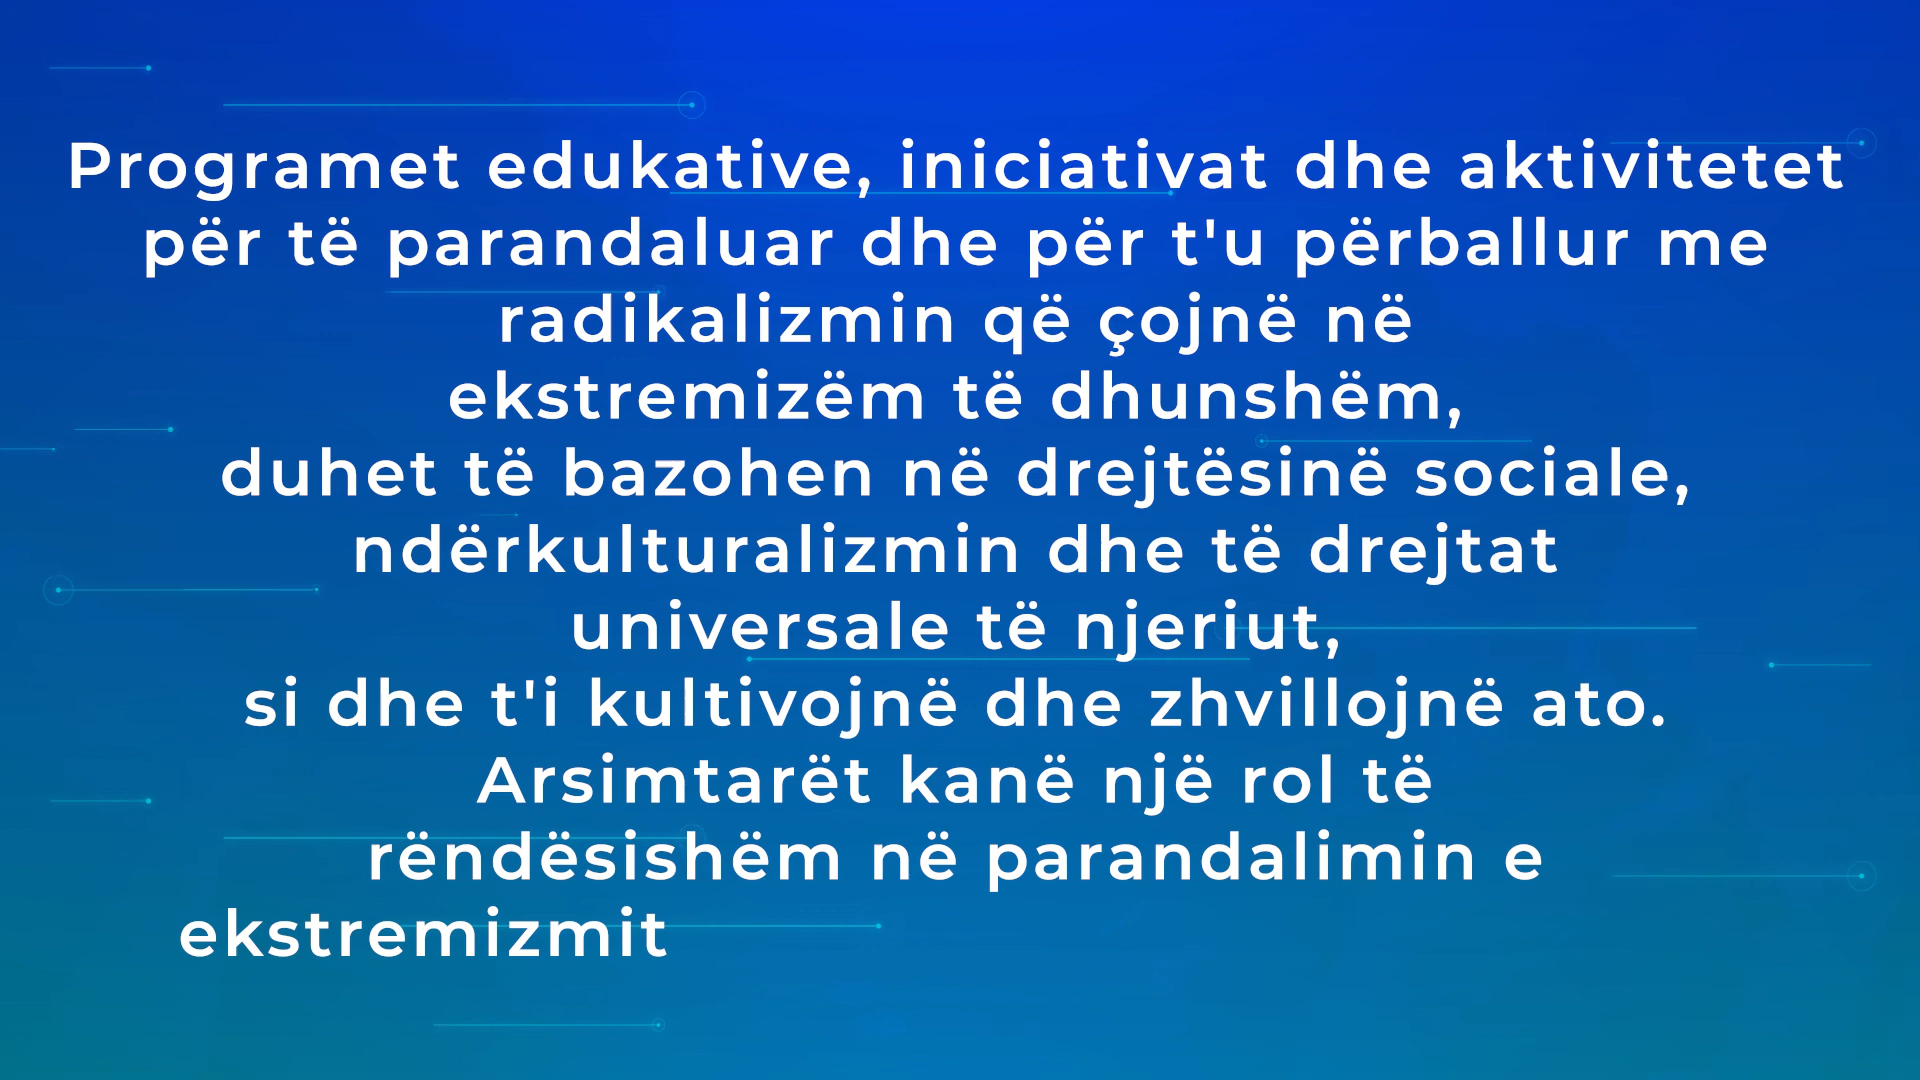 Programet edukative, iniciativat dhe aktivitetet
për të parandaluar dhe për t'u përballur me
radikalizmin që çojnë në
ekstremizëm të dhunshëm,
duhet të bazohen në drejtësinë sociale,
ndërkulturalizmin dhe të drejtat
universale të njeriut,
si dhe t'i kultivojnë dhe zhvillojnë ato.
Arsimtarët kanë një rol të
rëndësishëm në parandalimin e
ekstremizmit